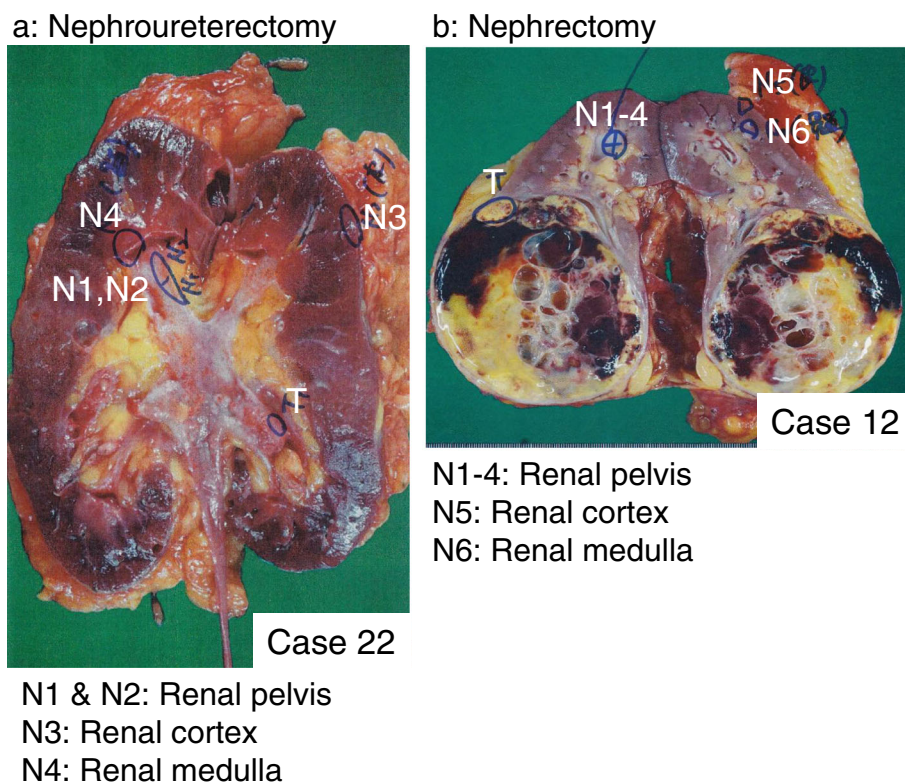 a: Nephroureterectomy
N4
N3
N1,N2
T
Case 22
N1 & N2: Renal pelvis
N3: Renal cortex
N4: Renal medulla
b: Nephrectomy
N5
N1-4
N6
T
Case 12
N1-4: Renal pelvis
N5: Renal cortex
N6: Renal medulla